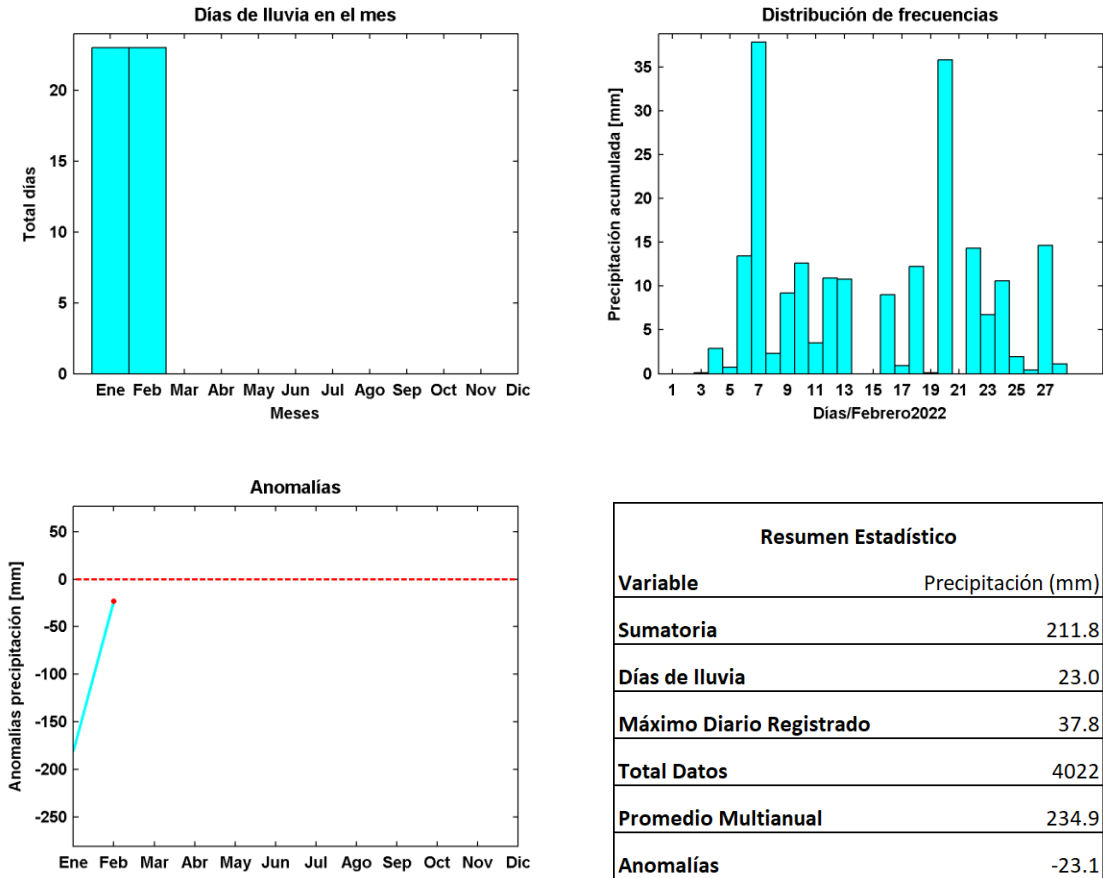 Días de lluvia en el mes
Total días
20
15
10
5
0
Ene Feb Mar Abr May Jun Jul Ago Sep Oct Nov Dic
Meses
Distribución de frecuencias
Precipitación acumulada [mm]
35
30
25
20
15
10
5
0
1 3 5 7 9 11 13 15 17 19 21 23 25 27
Días/Febrero2022
Anomalías
Anomalías precipitación [mm]
50
0
-50
-100
-150
-200
-250
Ene Feb Mar Abr May Jun Jul Ago Sep Oct Nov Dic
Resumen Estadístico
Variable Precipitación (mm)
Sumatoria 211.8
Días de lluvia 23.0
Máximo Diario Registrado 37.8
Total Datos 4022
Promedio Multianual 234.9
Anomalías -23.1